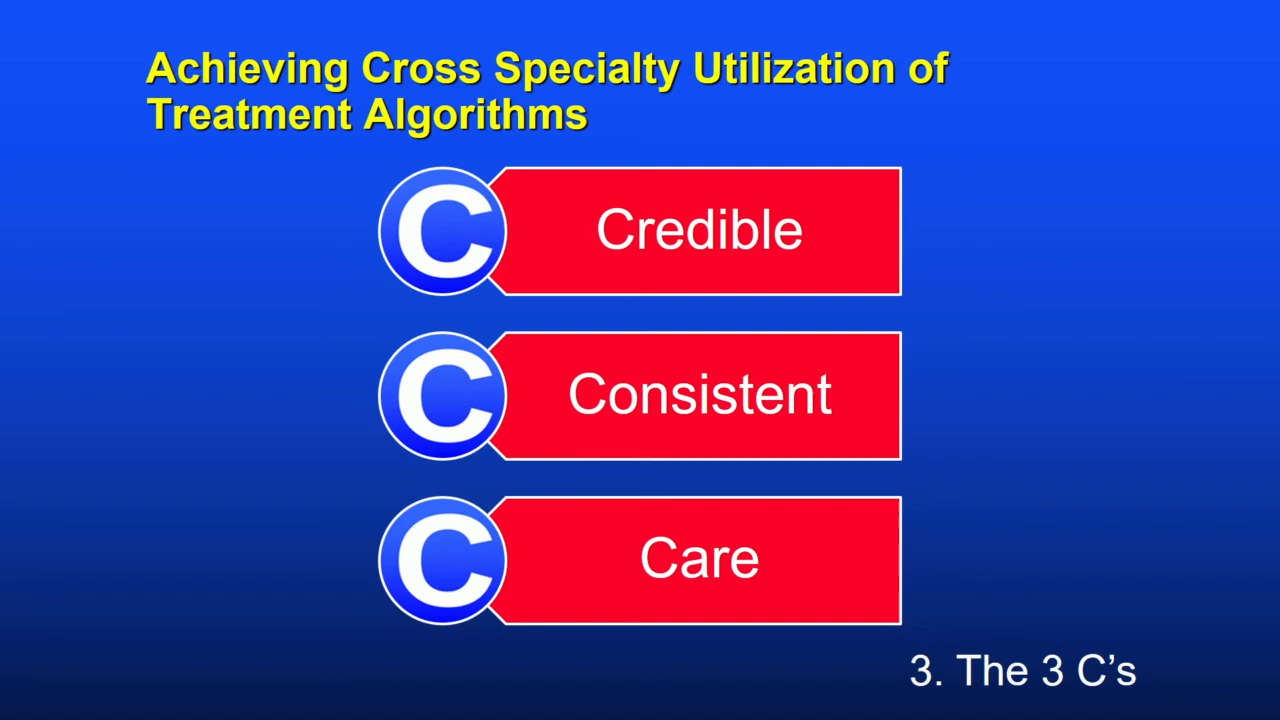 Achieving Cross Specialty Utilization of
Treatment Algorithms
C Credible
C Consistent
C Care
3. The 3 C’s